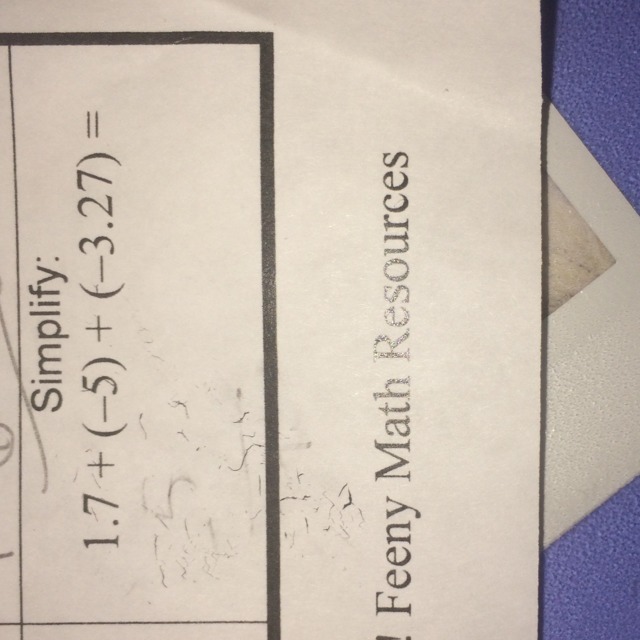 Simplify:
1.7 + (−5) + (−3.27) =
! Feeny Math Resources